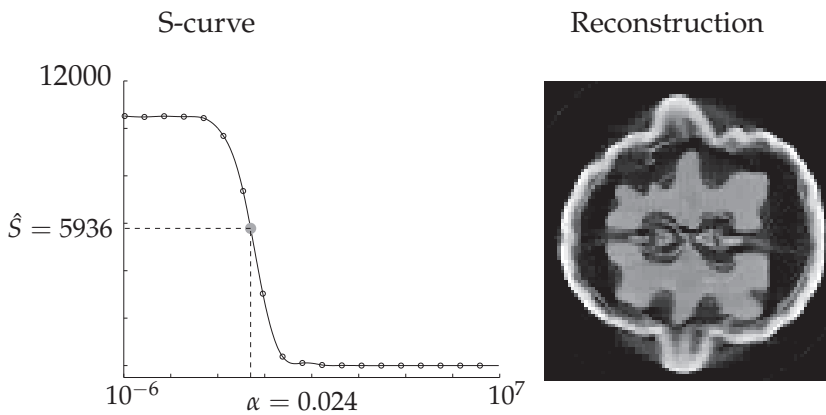 S-curve
Reconstruction
12000
Ŝ = 5936
10⁻⁶
α = 0.024
10⁷